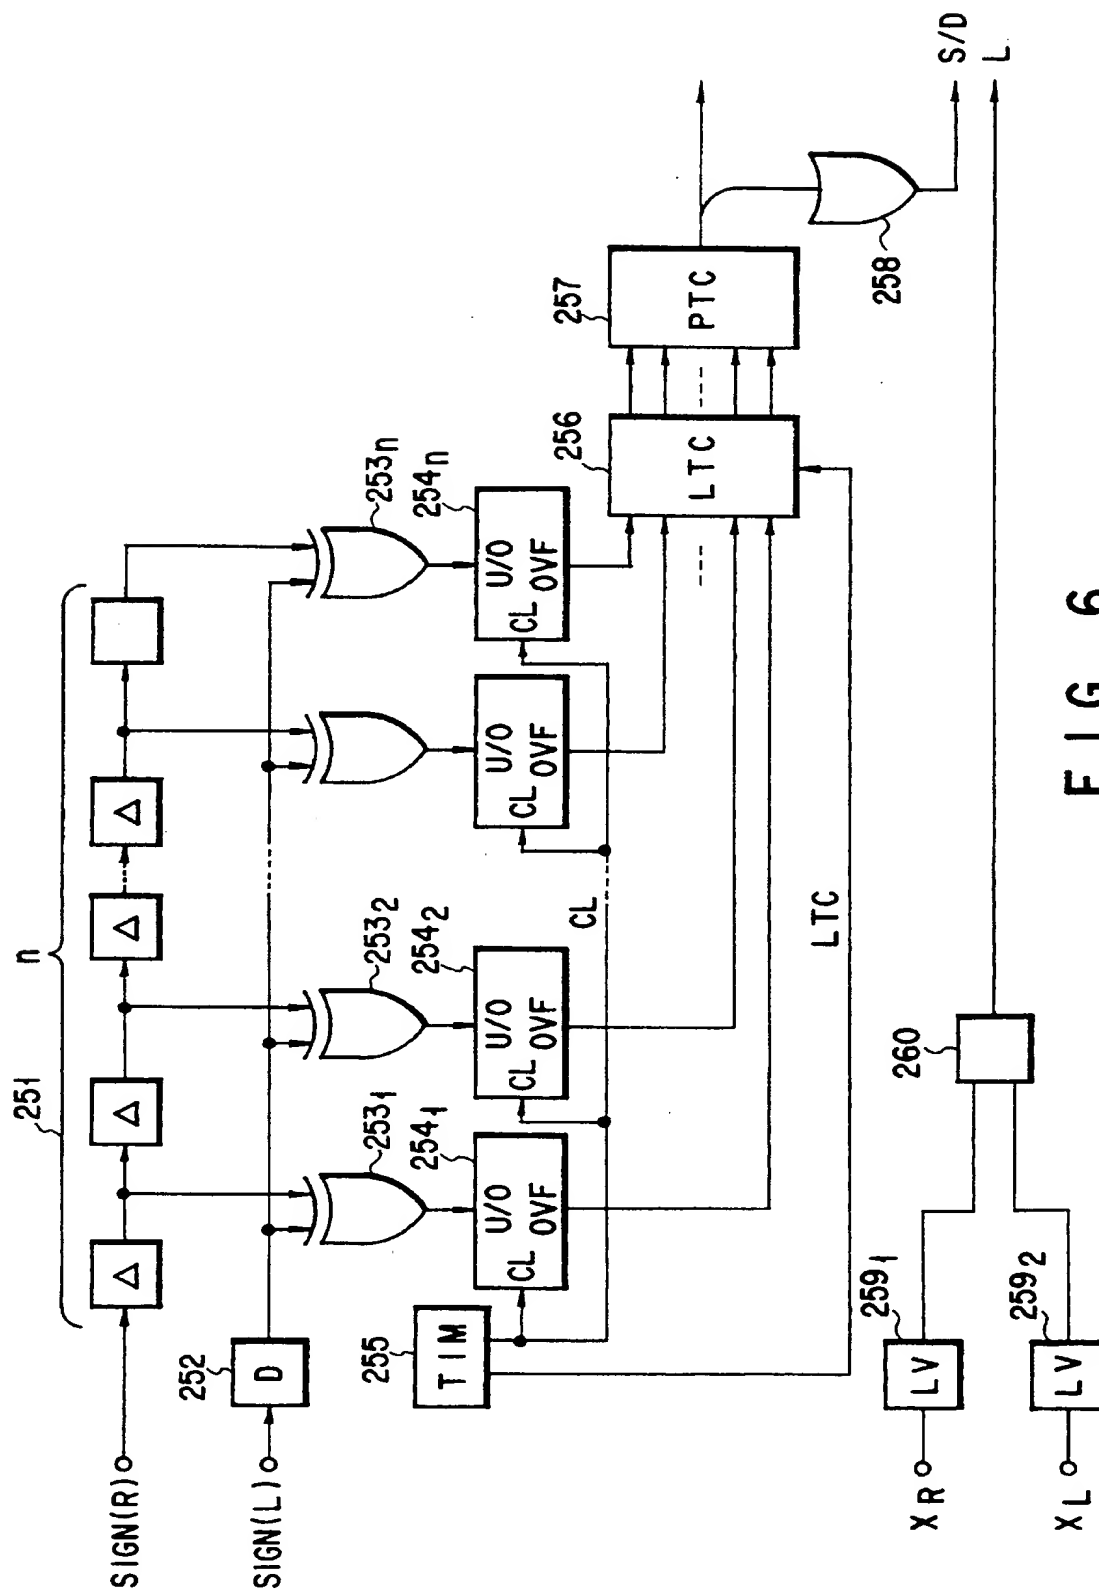 n
251₁
SIGN(R)
Δ
Δ
Δ
Δ
252
D
SIGN(L)
253₁
253₂
253n
254₁
254₂
254n
U/O
CL OVF
U/O
CL OVF
U/O
CL OVF
U/O
CL OVF
255
TIM
CL
256
LTC
257
PTC
258
S/D
L
LTC
259₁
LV
XR
259₂
LV
XL
260
FIG 6